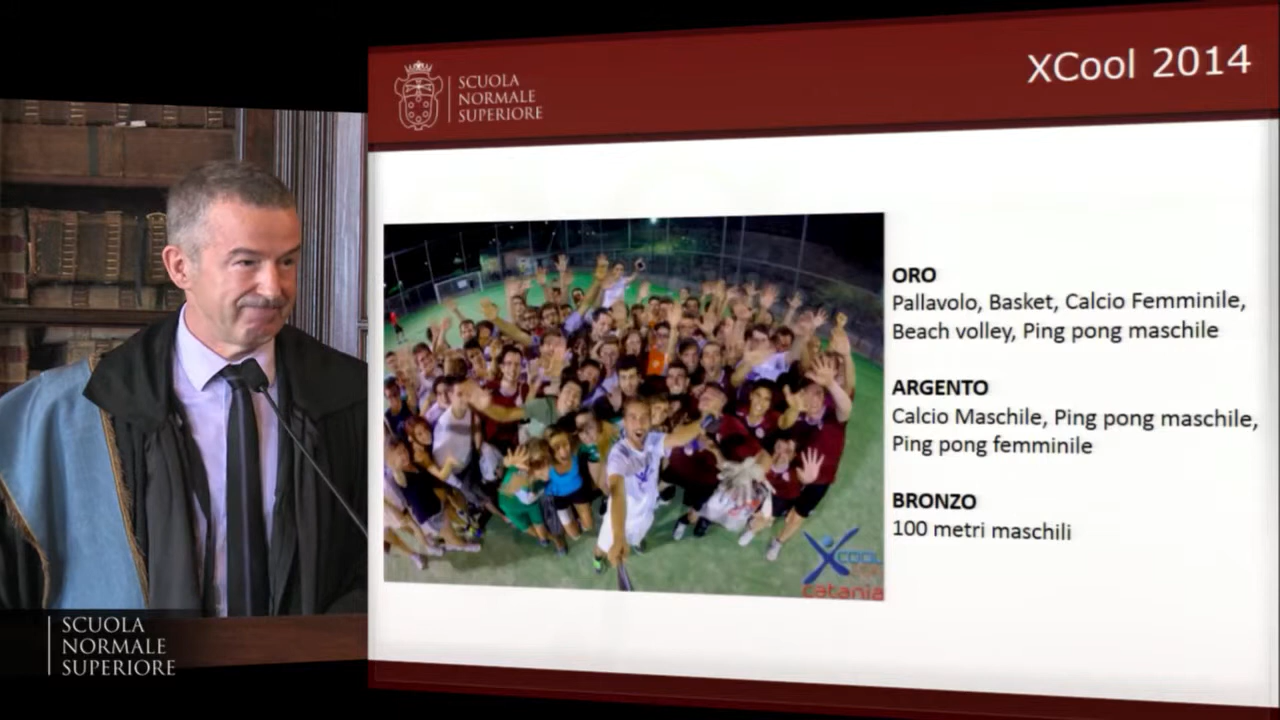 SCUOLA
NORMALE
SUPERIORE
XCool 2014
ORO
Pallavolo, Basket, Calcio Femminile,
Beach volley, Ping pong maschile
ARGENTO
Calcio Maschile, Ping pong maschile,
Ping pong femminile
BRONZO
100 metri maschili
XCOOL
catania
SCUOLA
NORMALE
SUPERIORE